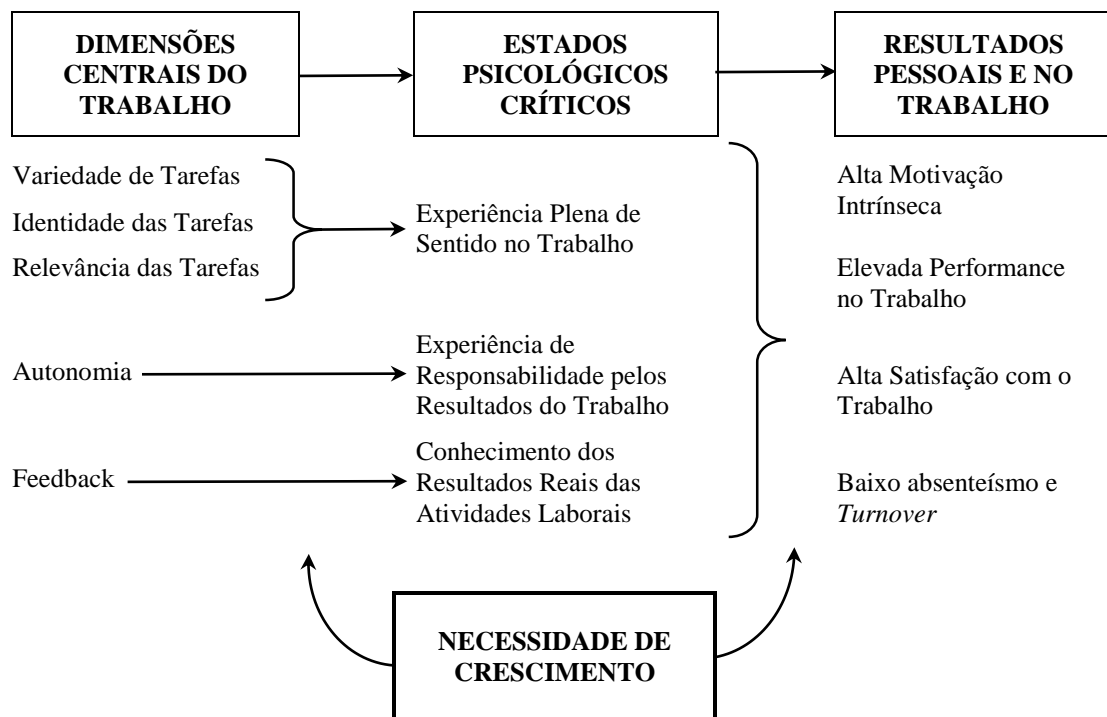 DIMENSÕES
CENTRAIS DO
TRABALHO
ESTADOS
PSICOLÓGICOS
CRÍTICOS
RESULTADOS
PESSOAIS E NO
TRABALHO
Variedade de Tarefas
Identidade das Tarefas
Relevância das Tarefas
Experiência Plena de
Sentido no Trabalho
Alta Motivação
Intrínseca
Elevada Performance
no Trabalho
Autonomia
Experiência de
Responsabilidade pelos
Resultados do Trabalho
Alta Satisfação com o
Trabalho
Feedback
Conhecimento dos
Resultados Reais das
Atividades Laborais
Baixo absenteísmo e
Turnover
NECESSIDADE DE
CRESCIMENTO